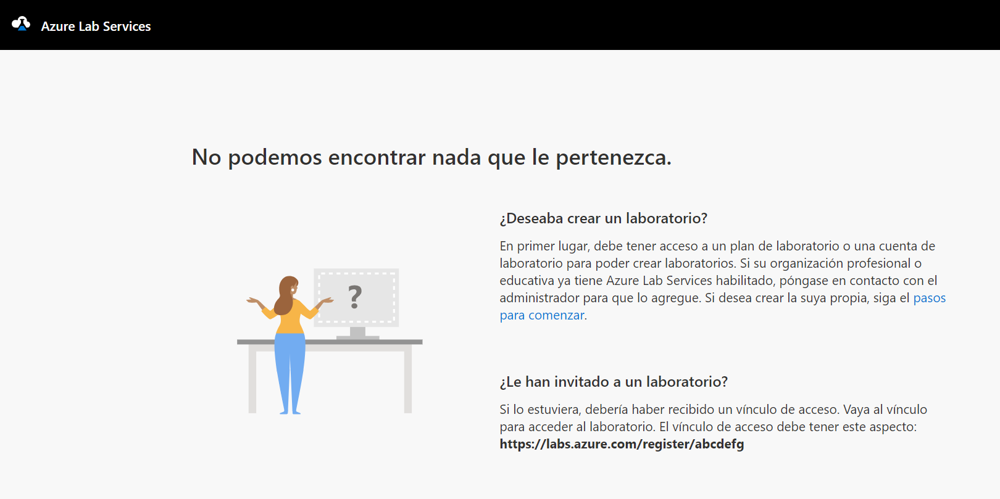 Azure Lab Services
No podemos encontrar nada que le pertenezca.
¿Deseaba crear un laboratorio?
En primer lugar, debe tener acceso a un plan de laboratorio o una cuenta de
laboratorio para poder crear laboratorios. Si su organización profesional o
educativa ya tiene Azure Lab Services habilitado, póngase en contacto con el
administrador para que lo agregue. Si desea crear la suya propia, siga el pasos
para comenzar.
?
¿Le han invitado a un laboratorio?
Si lo estuviera, debería haber recibido un vínculo de acceso. Vaya al vínculo
para acceder al laboratorio. El vínculo de acceso debe tener este aspecto:
https://labs.azure.com/register/abcdefg